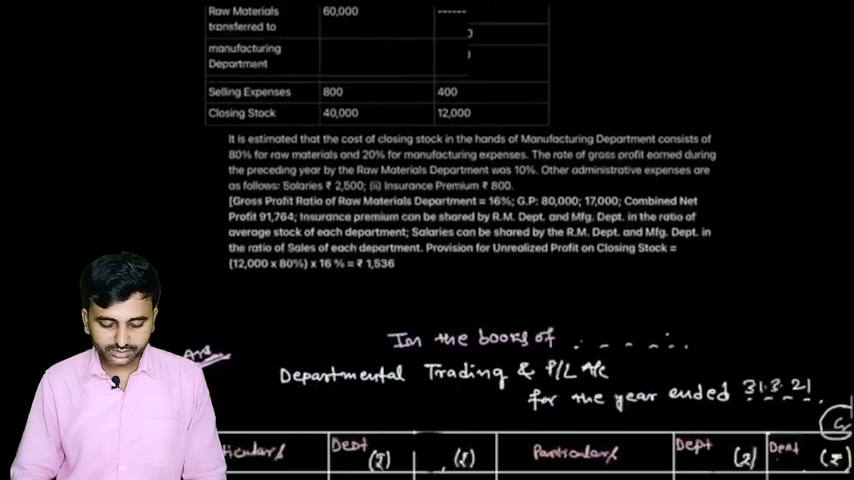 Raw Materials 60,000 ------
transferred to
manufacturing
Department
Selling Expenses 800 400
Closing Stock 40,000 12,000
It is estimated that the cost of closing stock in the hands of Manufacturing Department consists of
80% for raw materials and 20% for manufacturing expenses. The rate of gross profit earned during
the preceding year by the Raw Materials Department was 10%. Other administrative expenses are
as follows: Salaries ₹ 2,500; (ii) Insurance Premium ₹ 800.
[Gross Profit Ratio of Raw Materials Department = 16%; G.P: 80,000; 17,000; Combined Net
Profit 91,764; Insurance premium can be shared by R.M. Dept. and Mfg. Dept. in the ratio of
average stock of each department; Salaries can be shared by the R.M. Dept. and Mfg. Dept. in
the ratio of Sales of each department. Provision for Unrealized Profit on Closing Stock =
(12,000 x 80%) x 16 % = ₹ 1,536
In the books of . - - - - - .
Ans
Departmental Trading & P/L A/c
for the year ended 31.3.21
Cr
ticulars Dept (₹) (₹) Particulars Dept (₹) Dept (₹)